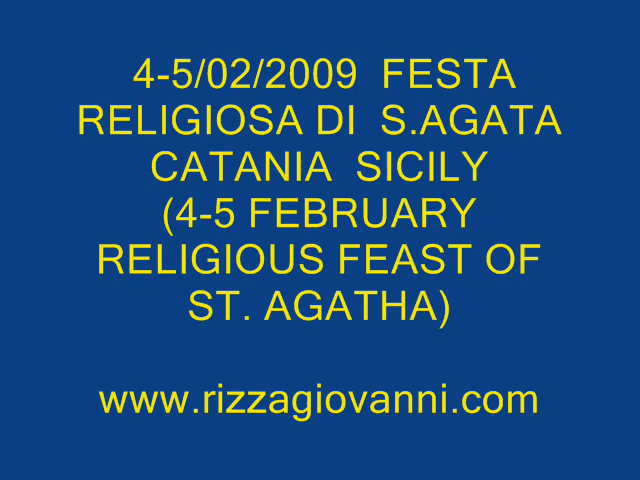 4-5/02/2009  FESTA
RELIGIOSA DI  S.AGATA
CATANIA  SICILY
(4-5 FEBRUARY
RELIGIOUS FEAST OF
ST. AGATHA)
www.rizzagiovanni.com